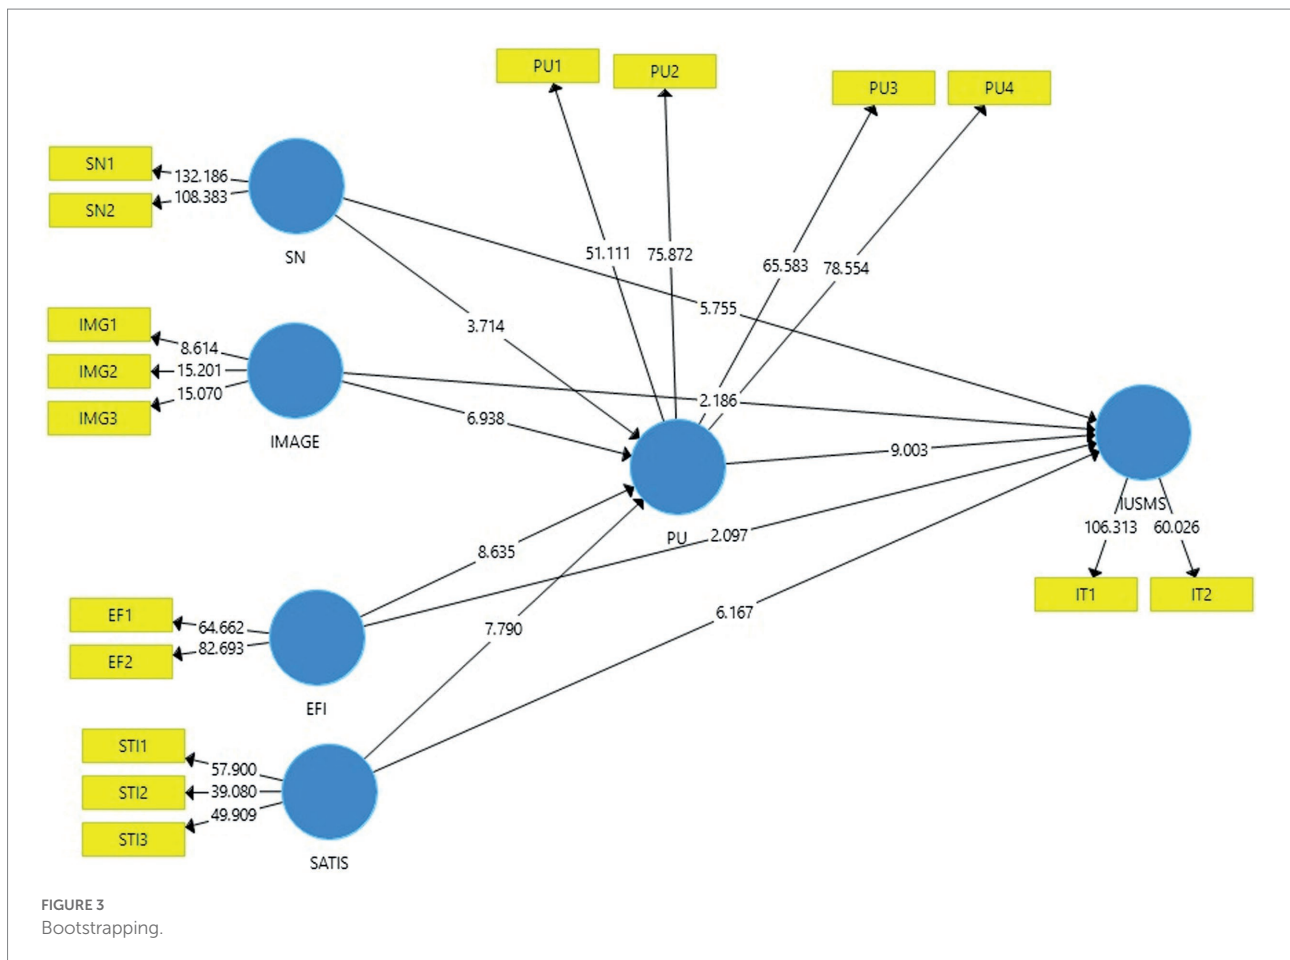 PU1
PU2
PU3
PU4
SN1
132.186
SN2
108.383
SN
51.111
75.872
65.583
78.554
5.755
3.714
IMG1
8.614
IMG2
15.201
IMG3
15.070
IMAGE
6.938
2.186
9.003
PU
IUSMS
106.313
60.026
IT1
IT2
8.635
2.097
EF1
64.662
EF2
82.693
EFI
7.790
6.167
STI1
57.900
STI2
39.080
STI3
49.909
SATIS
FIGURE 3
Bootstrapping.